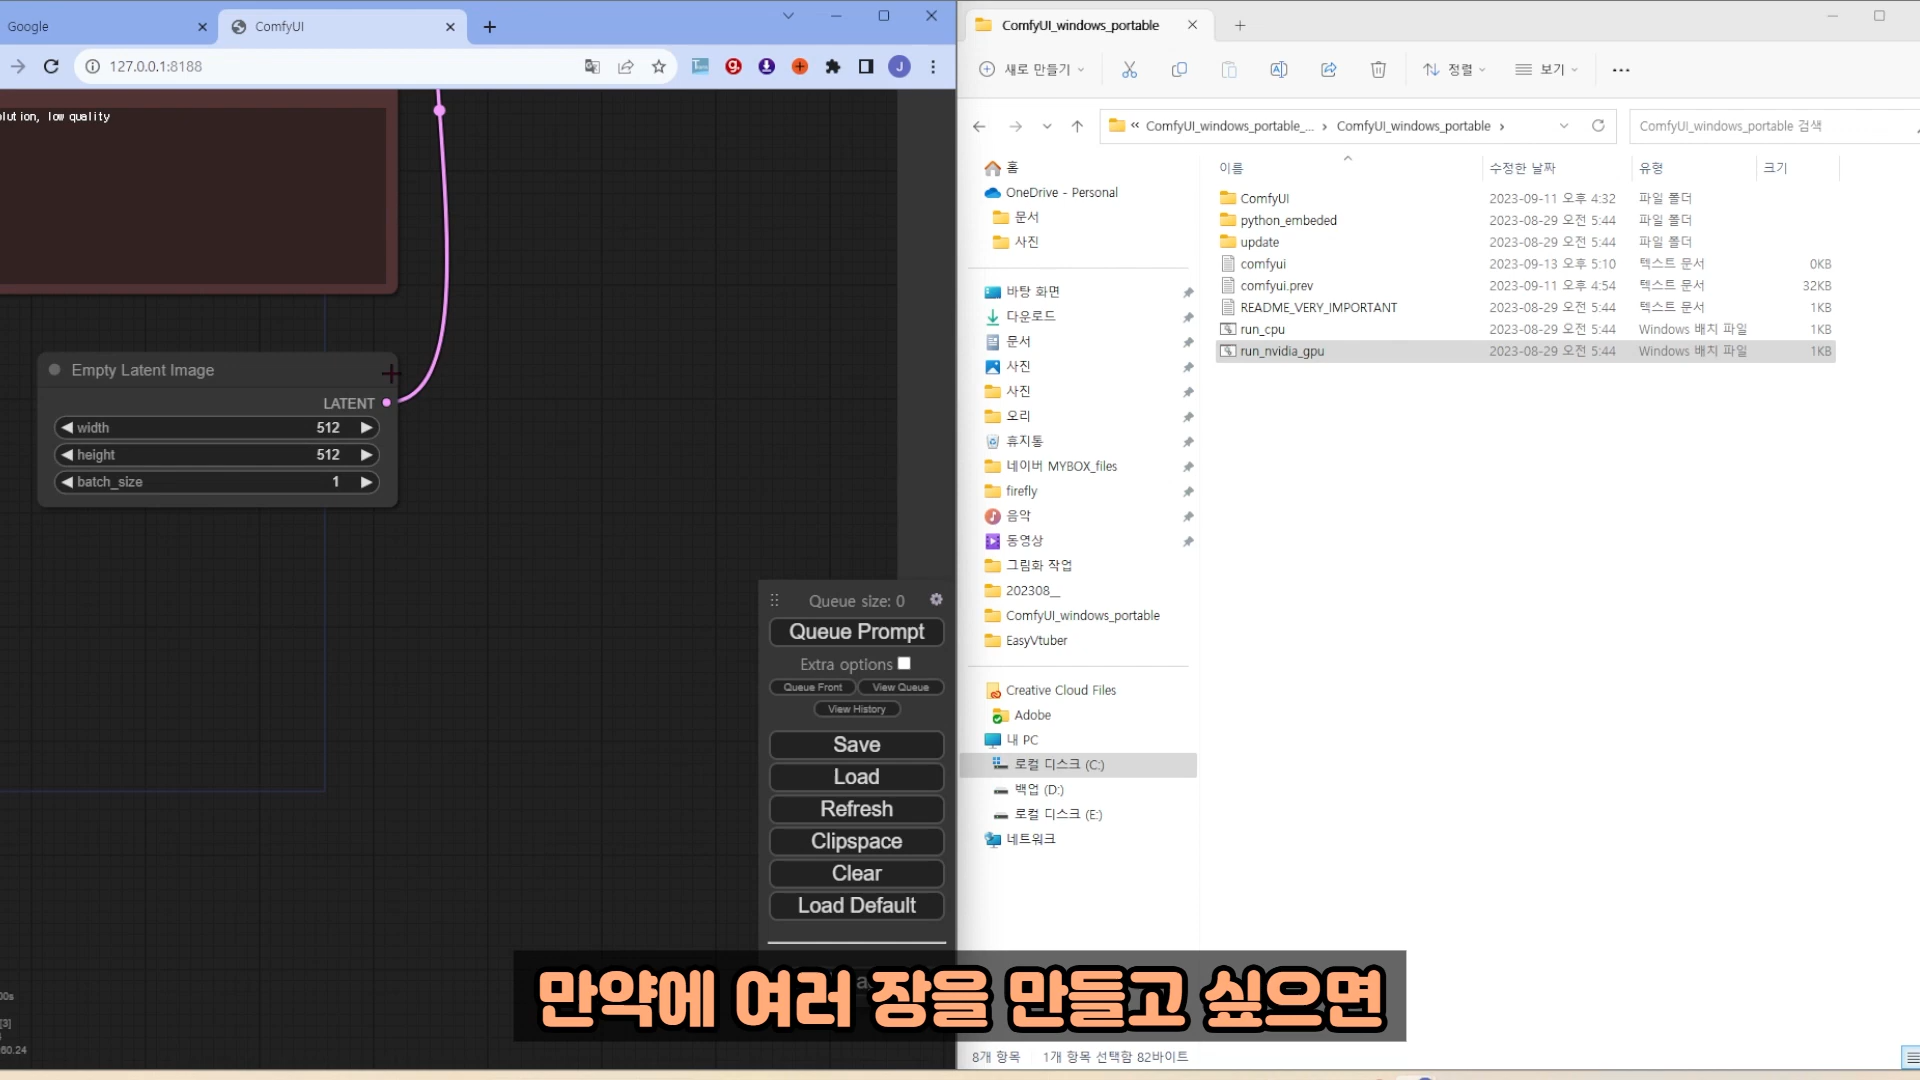 Google
ComfyUI
127.0.0.1:8188
J
lution, low quality
Empty Latent Image
LATENT
width 512
height 512
batch_size 1
Queue size: 0
Queue Prompt
Extra options
Queue Front View Queue
View History
Save
Load
Refresh
Clipspace
Clear
Load Default
00s
[3]
60.24
ComfyUI_windows_portable
새로 만들기
정렬
보기
ComfyUI_windows_portable_... › ComfyUI_windows_portable ›
ComfyUI_windows_portable 검색
홈
OneDrive - Personal
문서
사진
바탕 화면
다운로드
문서
사진
사진
오리
휴지통
네이버 MYBOX_files
firefly
음악
동영상
그림화 작업
202308__
ComfyUI_windows_portable
EasyVtuber
Creative Cloud Files
Adobe
내 PC
로컬 디스크 (C:)
백업 (D:)
로컬 디스크 (E:)
네트워크
이름 수정한 날짜 유형 크기
ComfyUI 2023-09-11 오후 4:32 파일 폴더
python_embeded 2023-08-29 오전 5:44 파일 폴더
update 2023-08-29 오전 5:44 파일 폴더
comfyui 2023-09-13 오후 5:10 텍스트 문서 0KB
comfyui.prev 2023-09-11 오후 4:54 텍스트 문서 32KB
README_VERY_IMPORTANT 2023-08-29 오전 5:44 텍스트 문서 1KB
run_cpu 2023-08-29 오전 5:44 Windows 배치 파일 1KB
run_nvidia_gpu 2023-08-29 오전 5:44 Windows 배치 파일 1KB
만약에 여러 장을 만들고 싶으면
8개 항목 1개 항목 선택함 82바이트